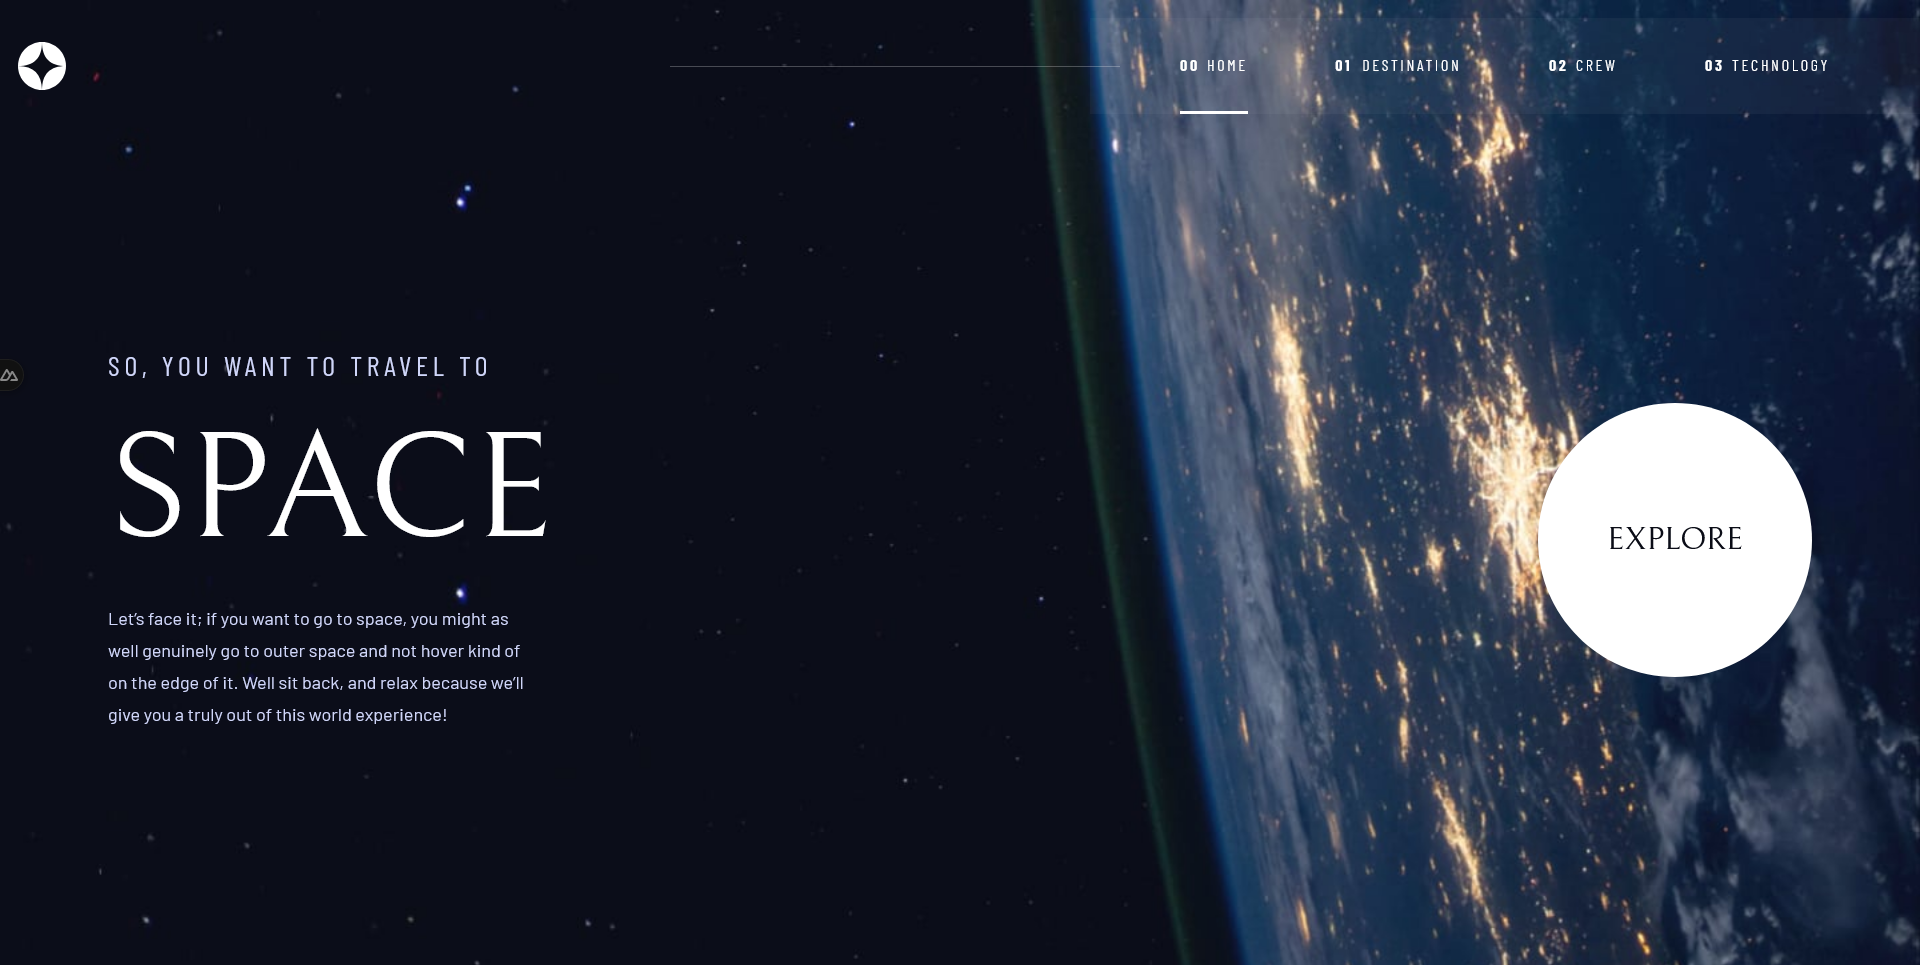 00 HOME
01 DESTINATION
02 CREW
03 TECHNOLOGY
SO, YOU WANT TO TRAVEL TO
SPACE
Let’s face it; if you want to go to space, you might as
well genuinely go to outer space and not hover kind of
on the edge of it. Well sit back, and relax because we’ll
give you a truly out of this world experience!
EXPLORE